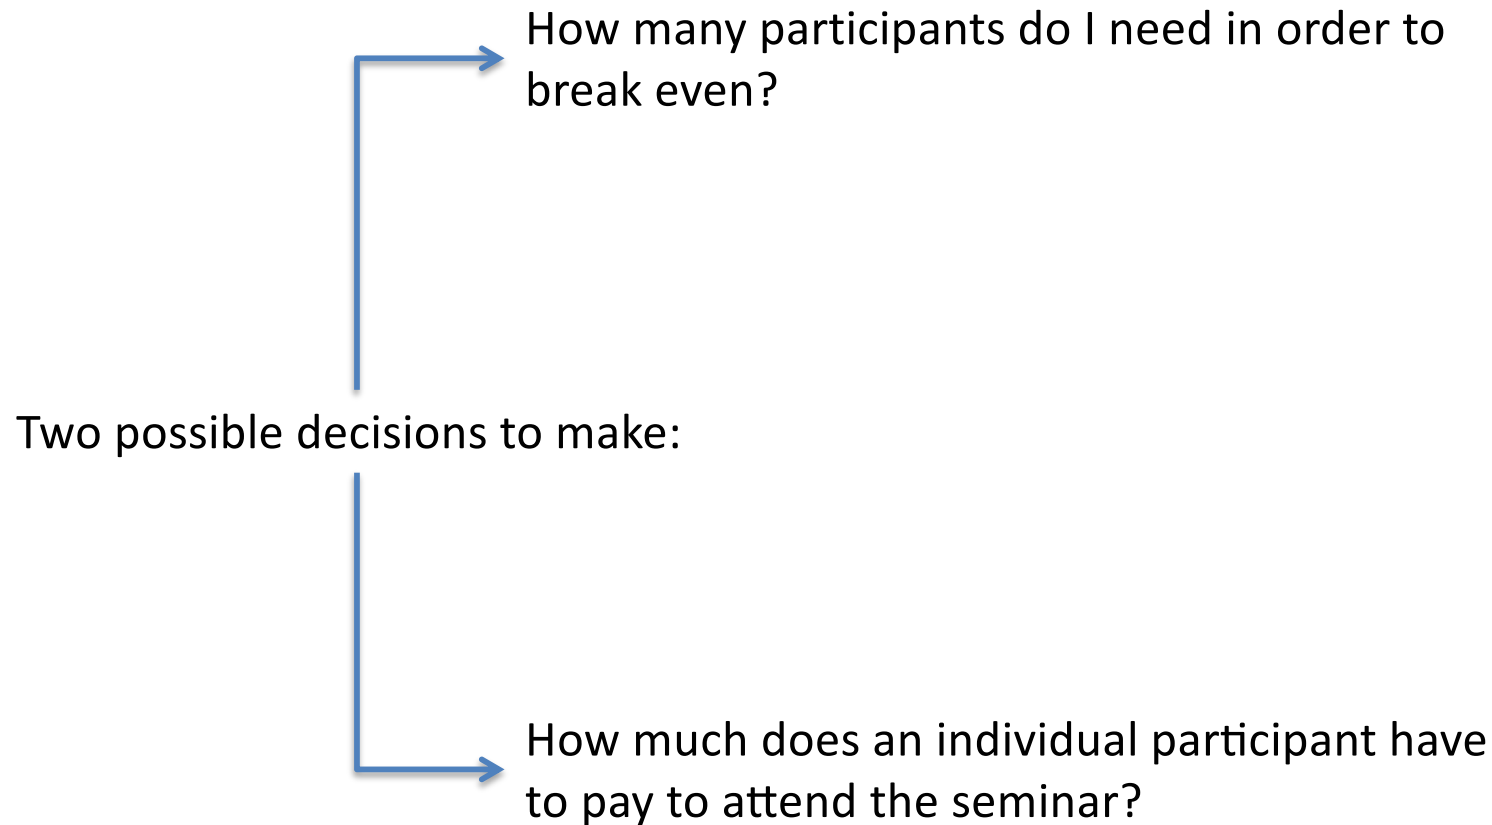 How many participants do I need in order to
break even?
Two possible decisions to make:
How much does an individual participant have
to pay to attend the seminar?